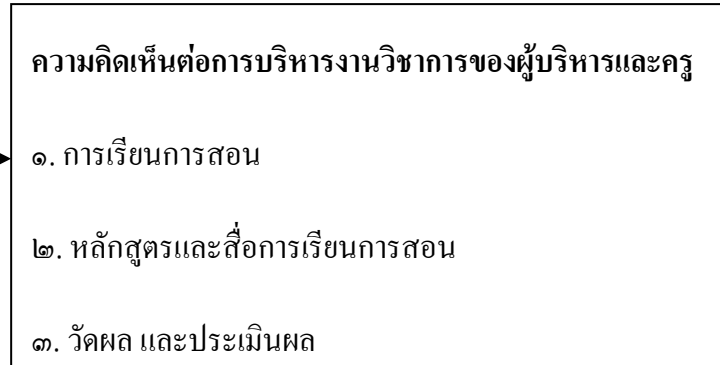 ความคิดเห็นต่อการบริหารงานวิชาการของผู้บริหารและครู
๑. การเรียนการสอน
๒. หลักสูตรและสื่อการเรียนการสอน
๓. วัดผล และประเมินผล